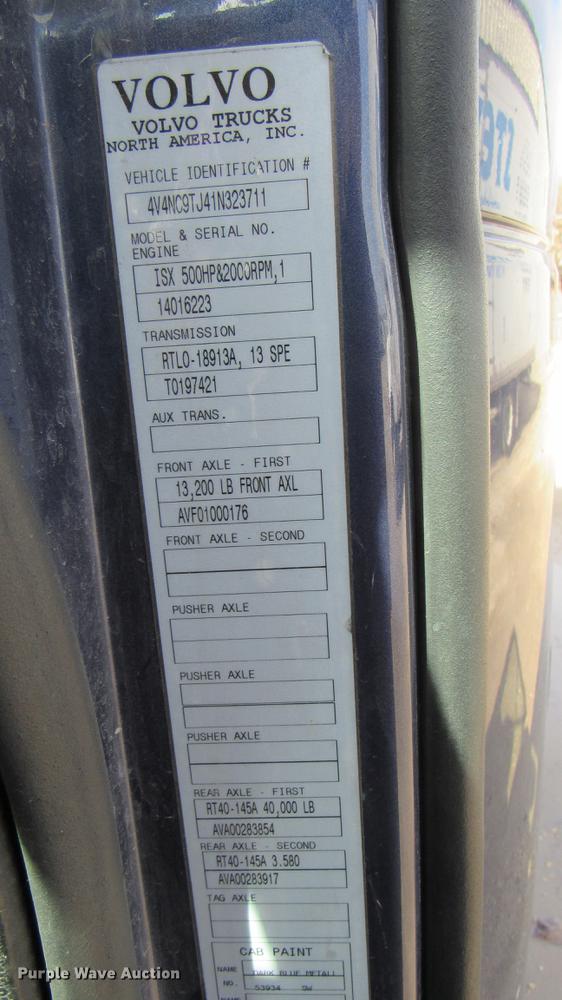 VOLVO
VOLVO TRUCKS
NORTH AMERICA, INC.
VEHICLE IDENTIFICATION #
4V4NC9TJ41N323711
MODEL & SERIAL NO.
ENGINE
ISX 500HP&2000RPM,1
14016223
TRANSMISSION
RTLO-18913A, 13 SPE
T0197421
AUX TRANS.
FRONT AXLE - FIRST
13,200 LB FRONT AXL
AVF01000176
FRONT AXLE - SECOND
PUSHER AXLE
PUSHER AXLE
PUSHER AXLE
REAR AXLE - FIRST
RT40-145A 40,000 LB
AVA00283854
REAR AXLE - SECOND
RT40-145A 3.580
AVA00283917
TAG AXLE
CAB PAINT
NAME DARK BLUE METALL
NO. 53934 SW
NAME
Purple Wave Auction